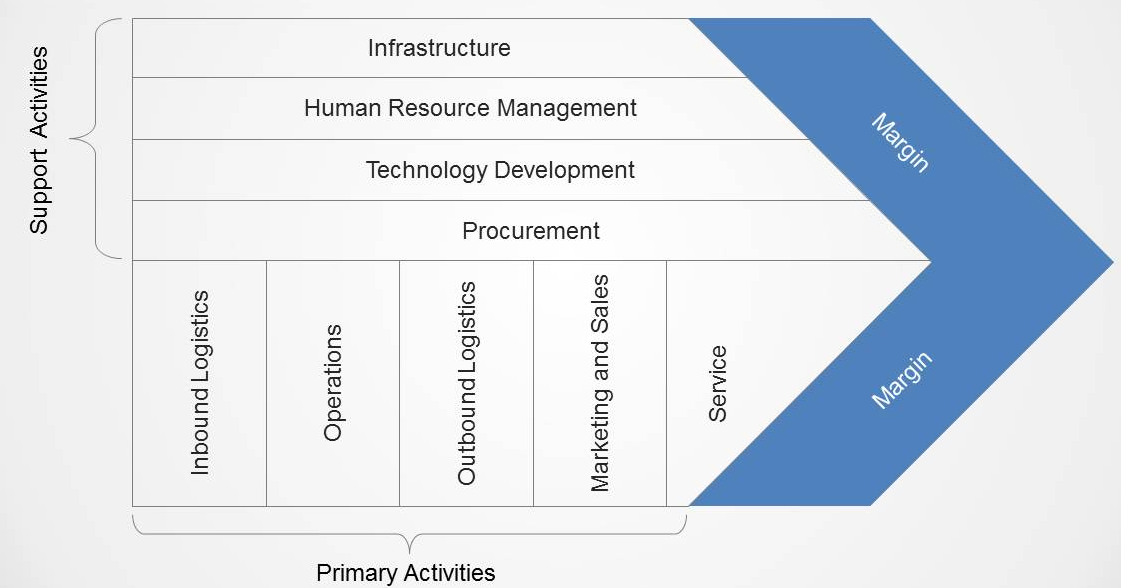 Support Activities
Infrastructure
Human Resource Management
Technology Development
Procurement
Margin
Inbound Logistics
Operations
Outbound Logistics
Marketing and Sales
Service
Margin
Primary Activities